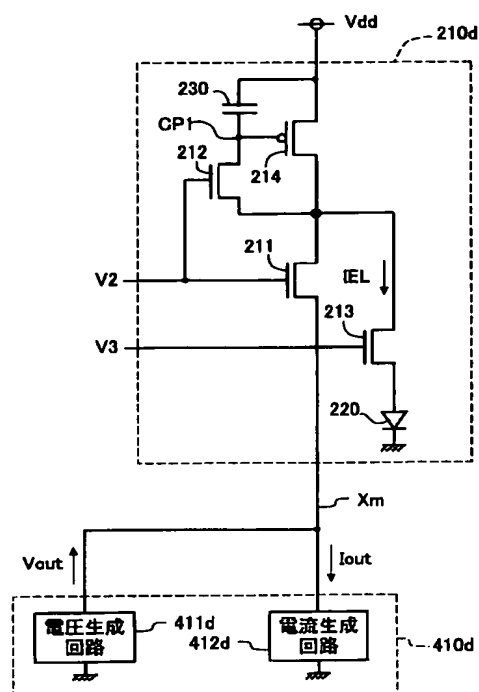 Vdd
210d
230
CP1
212
214
211
V2
IEL
213
V3
220
Xm
Vout
Iout
電圧生成
回路
411d
412d
電流生成
回路
410d